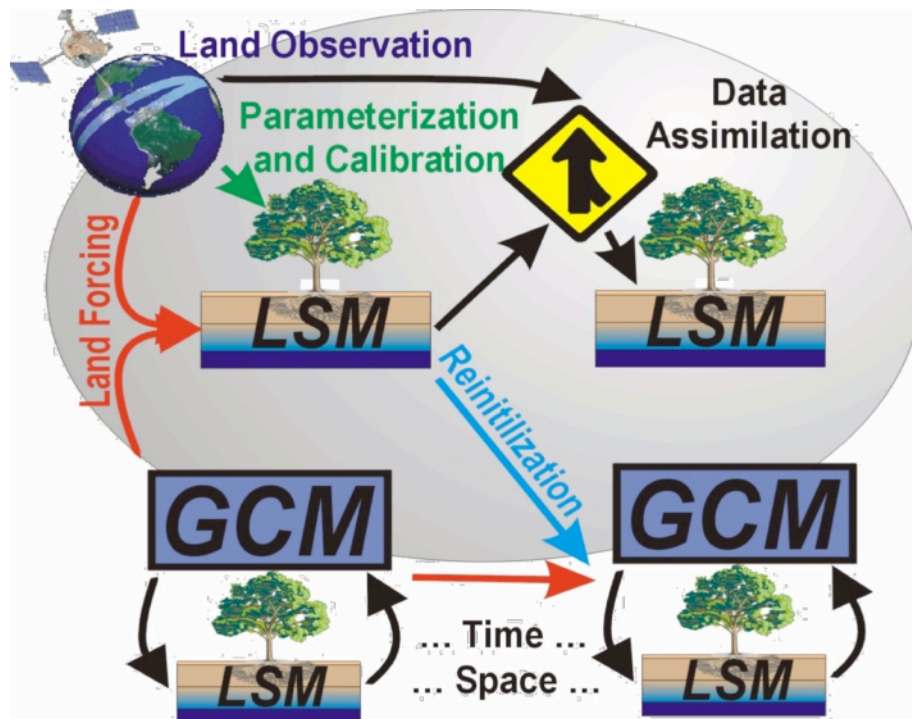 Land Observation
Parameterization
and Calibration
Data
Assimilation
Land Forcing
LSM
LSM
Reinitilization
GCM
GCM
... Time ...
... Space ...
LSM
LSM